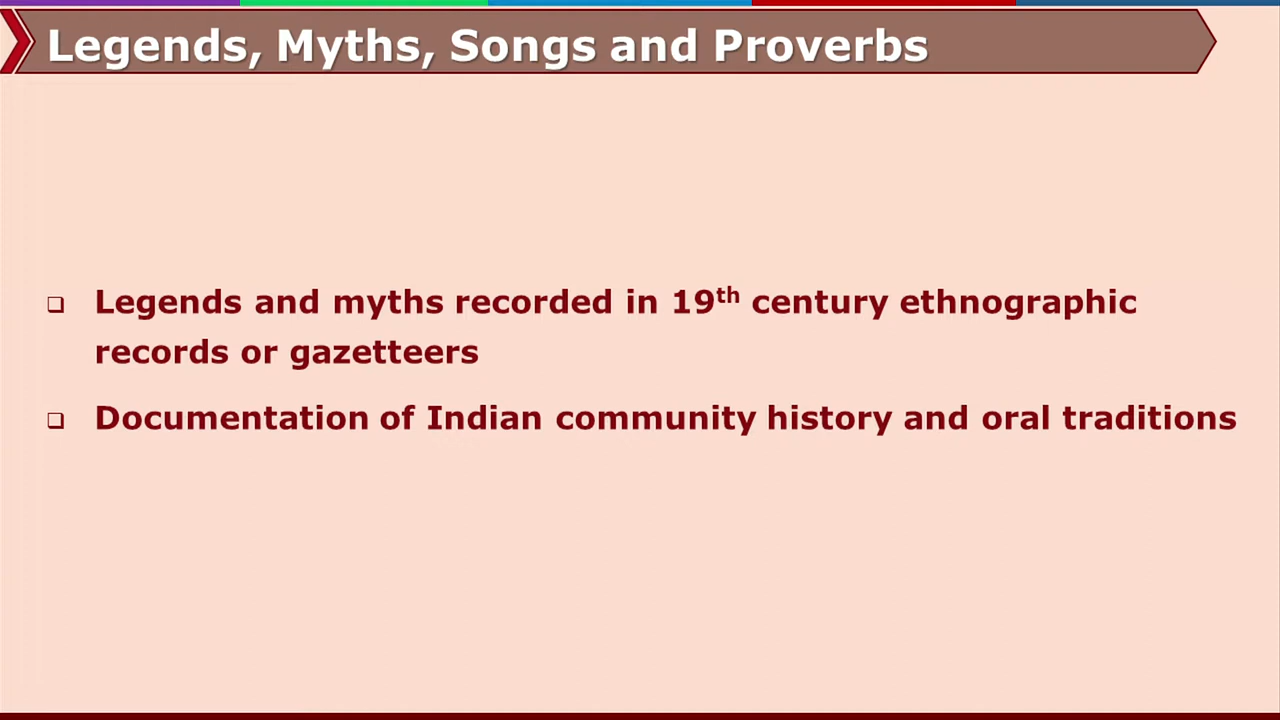 Legends, Myths, Songs and Proverbs
Legends and myths recorded in 19th century ethnographic
records or gazetteers
Documentation of Indian community history and oral traditions